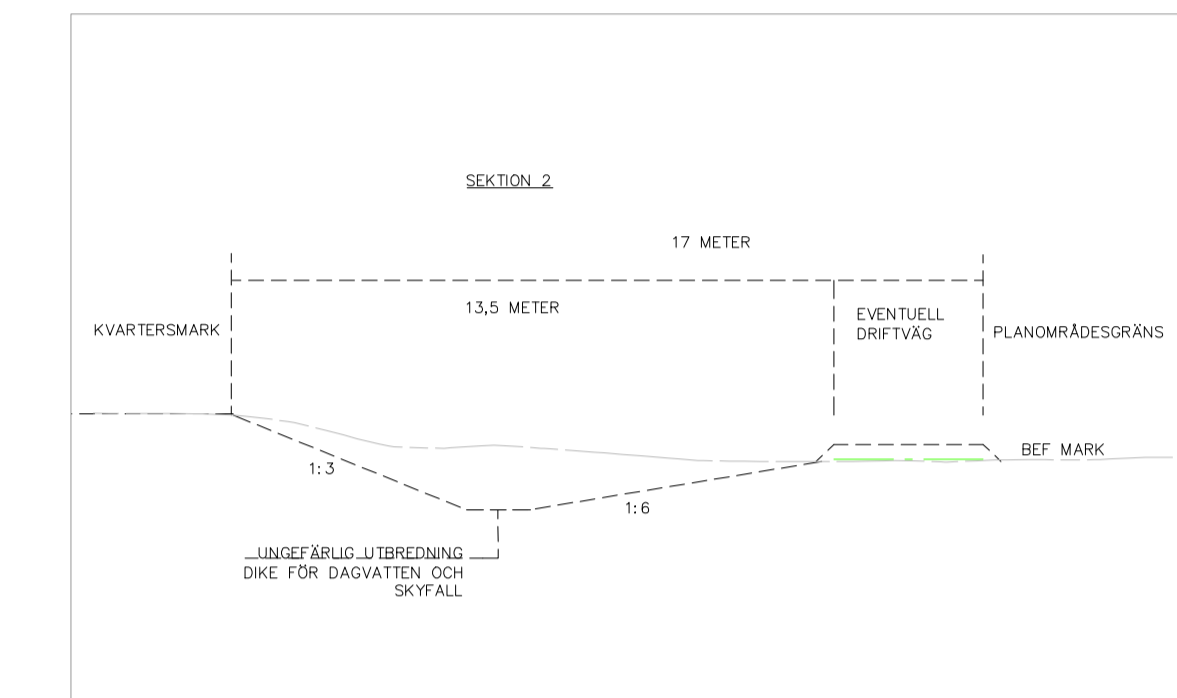 SEKTION 2
17 METER
13,5 METER
KVARTERSMARK
EVENTUELL
DRIFTVÄG
PLANOMRÅDESGRÄNS
BEF MARK
1:3
1:6
UNGEFÄRLIG UTBREDNING
DIKE FÖR DAGVATTEN OCH
SKYFALL